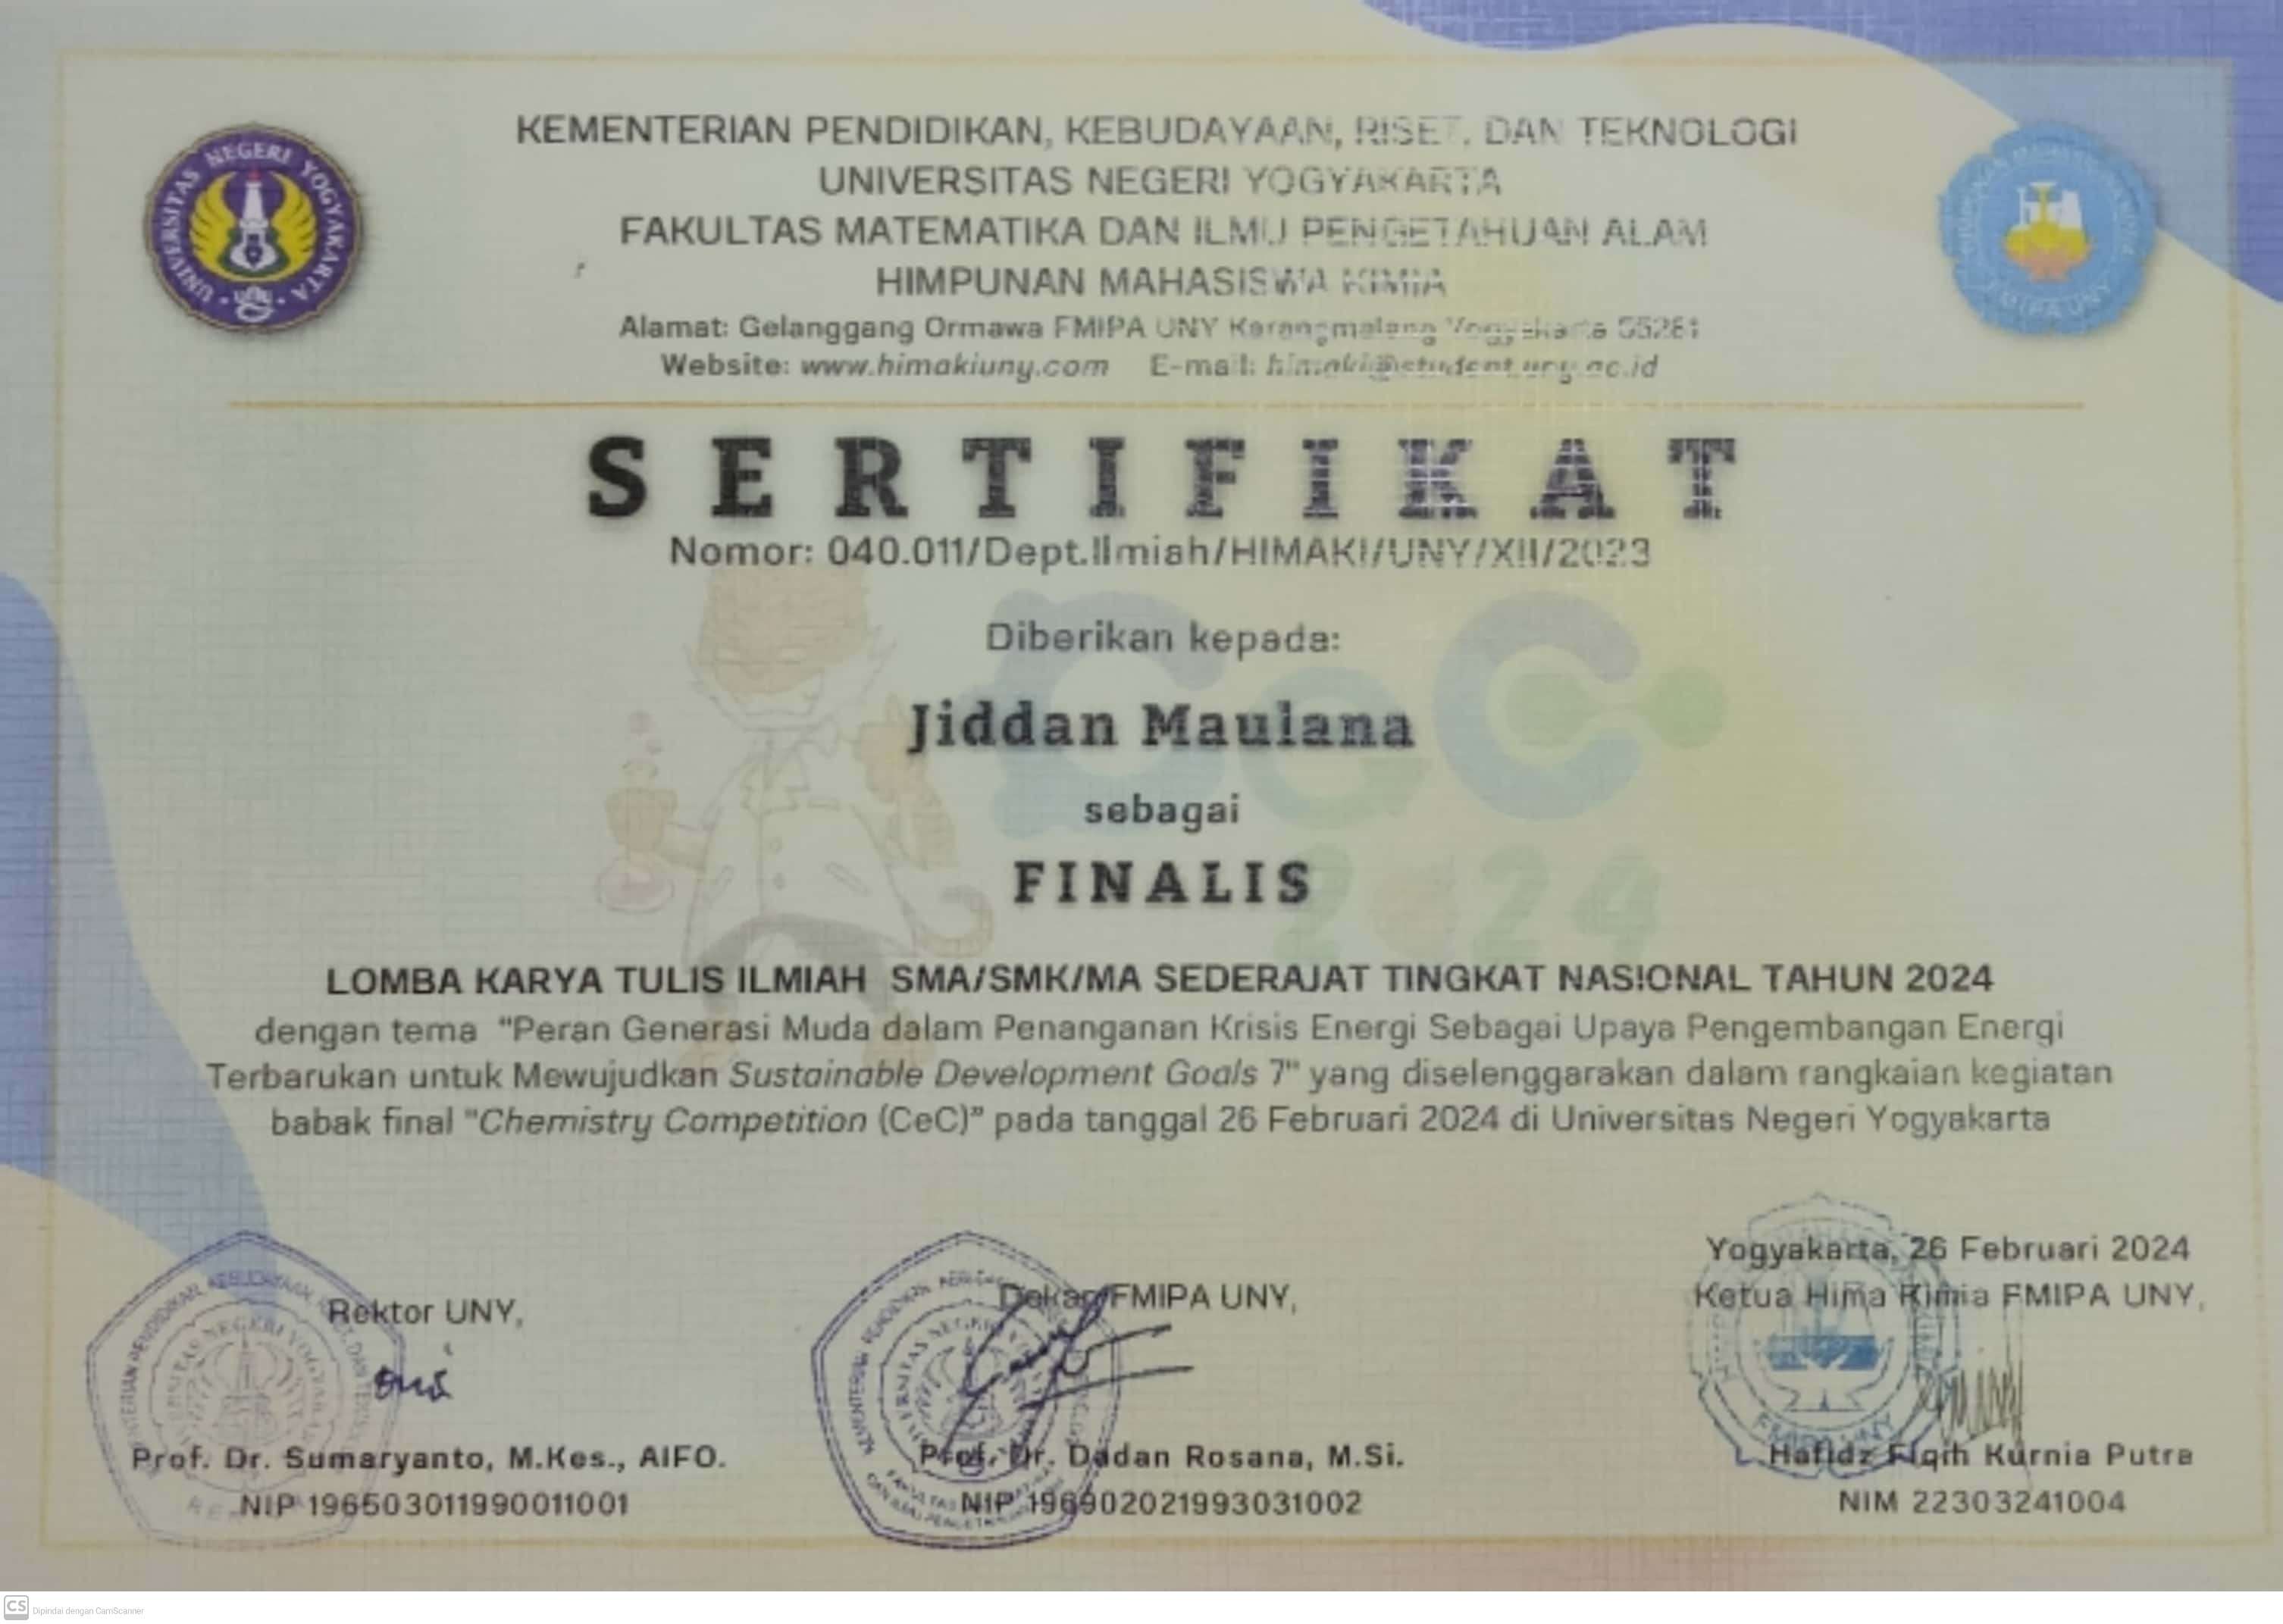 KEMENTERIAN PENDIDIKAN, KEBUDAYAAN, RISET, DAN TEKNOLOGI
UNIVERSITAS NEGERI YOGYAKARTA
FAKULTAS MATEMATIKA DAN ILMU PENGETAHUAN ALAM
HIMPUNAN MAHASISWA KIMIA
Alamat: Gelanggang Ormawa FMIPA UNY Karangmalang Yogyakarta 55281
Website: www.himakiuny.com E-mail: himaki@student.uny.ac.id
UNIVERSITAS NEGERI YOGYAKARTA
UNY
FMIPA UNY
SERTIFIKAT
Nomor: 040.011/Dept.Ilmiah/HIMAKI/UNY/XII/2023
Diberikan kepada:
Jiddan Maulana
sebagai
FINALIS
CeC
2024
LOMBA KARYA TULIS ILMIAH SMA/SMK/MA SEDERAJAT TINGKAT NASIONAL TAHUN 2024
dengan tema "Peran Generasi Muda dalam Penanganan Krisis Energi Sebagai Upaya Pengembangan Energi
Terbarukan untuk Mewujudkan Sustainable Development Goals 7" yang diselenggarakan dalam rangkaian kegiatan
babak final "Chemistry Competition (CeC)" pada tanggal 26 Februari 2024 di Universitas Negeri Yogyakarta
Yogyakarta, 26 Februari 2024
Rektor UNY,
Dekan FMIPA UNY,
Ketua Hima Kimia FMIPA UNY,
Prof. Dr. Sumaryanto, M.Kes., AIFO.
NIP 196503011990011001
Prof. Dr. Dadan Rosana, M.Si.
NIP 196902021993031002
Hafidz Fiqih Kurnia Putra
NIM 22303241004
FMIPA UNY
CS Dipindai dengan CamScanner